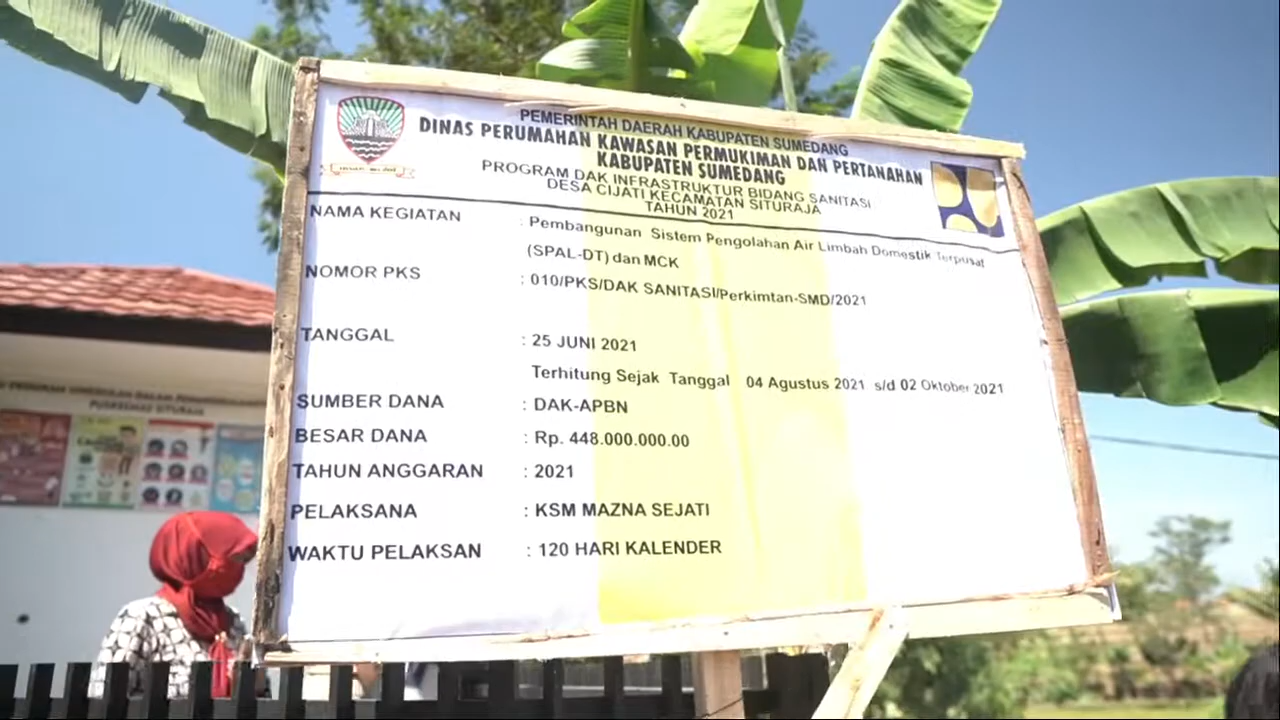 PEMERINTAH DAERAH KABUPATEN SUMEDANG
DINAS PERUMAHAN KAWASAN PERMUKIMAN DAN PERTANAHAN
KABUPATEN SUMEDANG
PROGRAM DAK INFRASTRUKTUR BIDANG SANITASI
DESA CIJATI KECAMATAN SITURAJA
TAHUN 2021
NAMA KEGIATAN : Pembangunan Sistem Pengolahan Air Limbah Domestik Terpusat
(SPAL-DT) dan MCK
NOMOR PKS : 010/PKS/DAK SANITASI/Perkimtan-SMD/2021
TANGGAL : 25 JUNI 2021
Terhitung Sejak Tanggal 04 Agustus 2021 s/d 02 Oktober 2021
SUMBER DANA : DAK-APBN
BESAR DANA : Rp. 448.000.000.00
TAHUN ANGGARAN : 2021
PELAKSANA : KSM MAZNA SEJATI
WAKTU PELAKSAN : 120 HARI KALENDER
PUSKESMAS SITURAJA